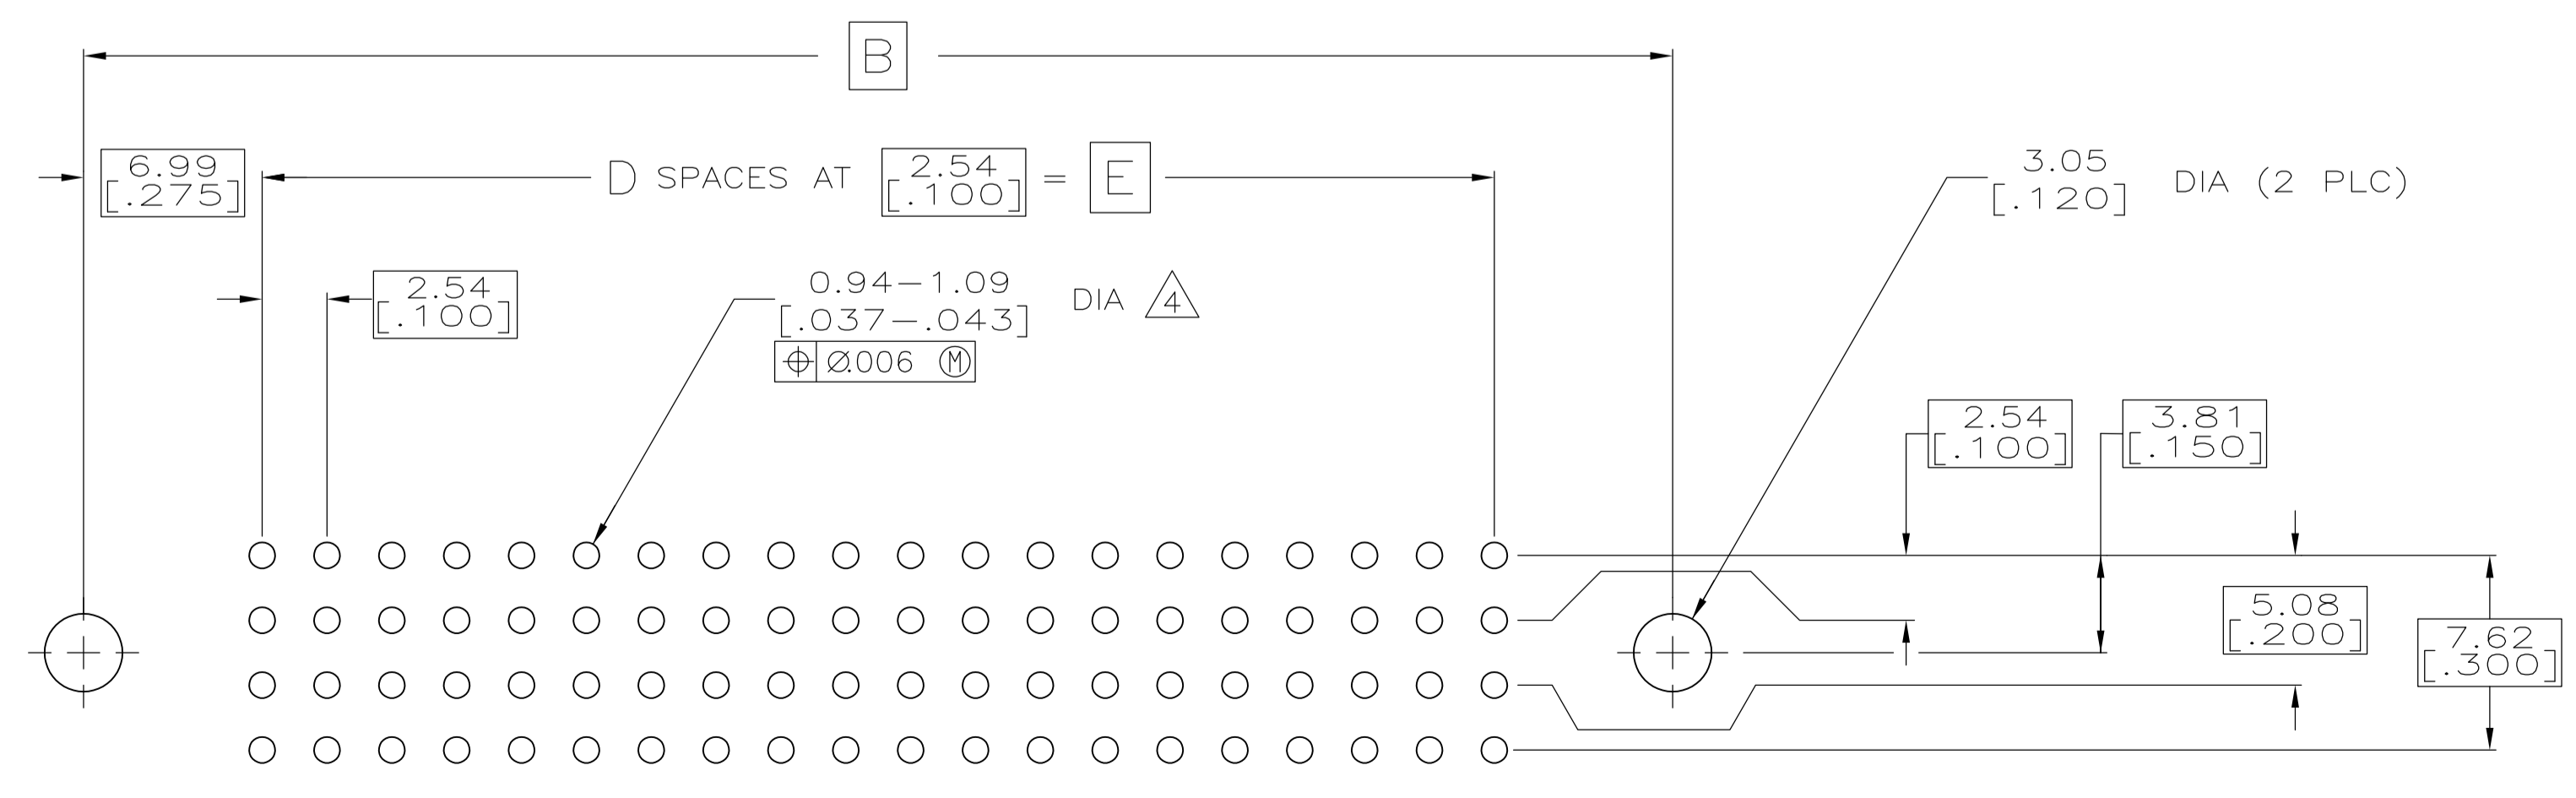 B
6.99
[.275]
D SPACES AT 2.54 [.100] = E
3.05
[.120] DIA (2 PLC)
2.54
[.100]
0.94-1.09
[.037-.043] DIA 4
⌖ Ø.006 Ⓜ
2.54
[.100]
3.81
[.150]
5.08
[.200]
7.62
[.300]